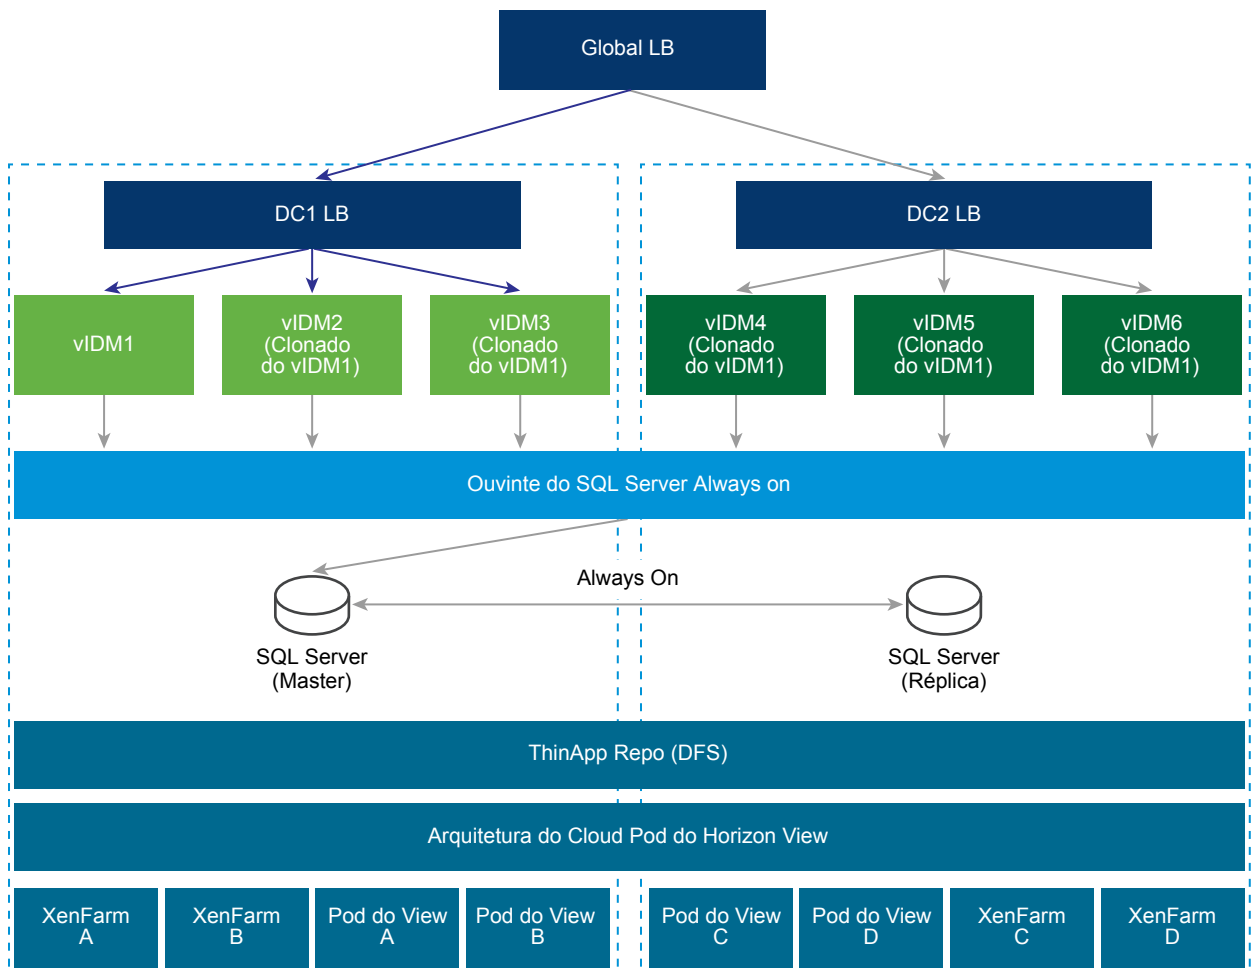 Global LB
DC1 LB
DC2 LB
vIDM1
vIDM2
(Clonado
do vIDM1)
vIDM3
(Clonado
do vIDM1)
vIDM4
(Clonado
do vIDM1)
vIDM5
(Clonado
do vIDM1)
vIDM6
(Clonado
do vIDM1)
Ouvinte do SQL Server Always on
Always On
SQL Server
(Master)
SQL Server
(Réplica)
ThinApp Repo (DFS)
Arquitetura do Cloud Pod do Horizon View
XenFarm
A
XenFarm
B
Pod do View
A
Pod do View
B
Pod do View
C
Pod do View
D
XenFarm
C
XenFarm
D